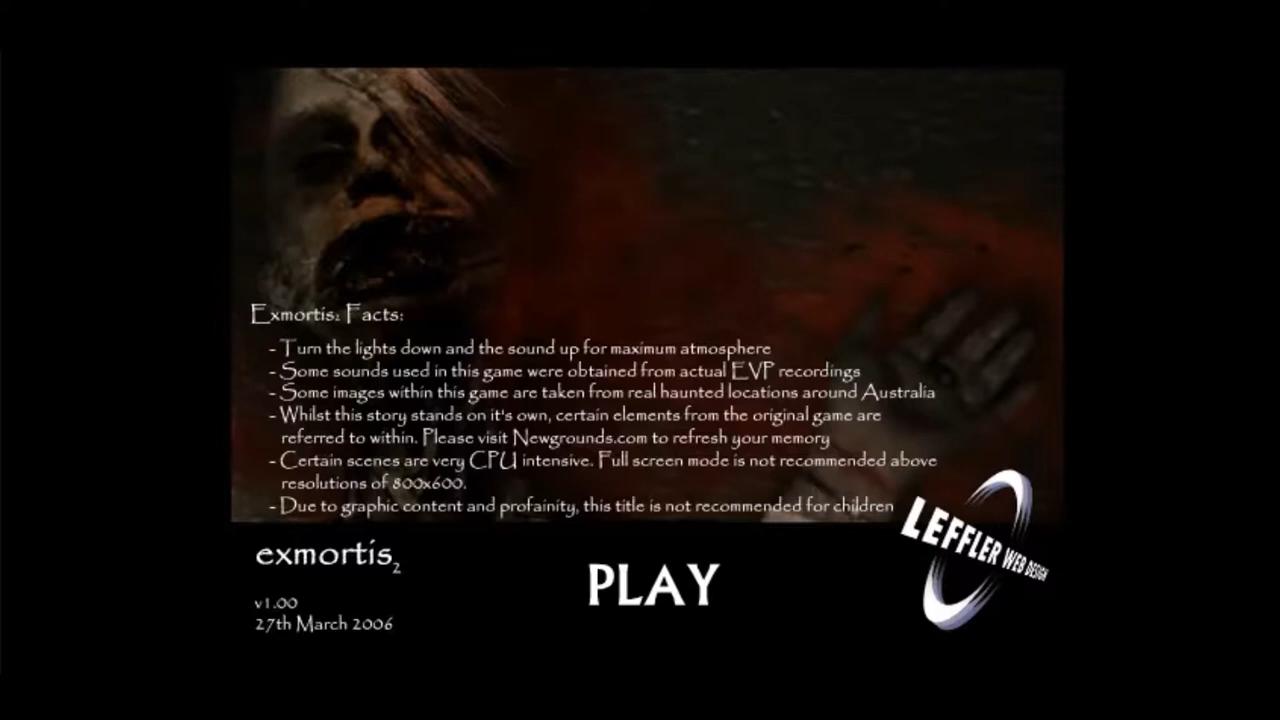 Exmortis2 Facts:
- Turn the lights down and the sound up for maximum atmosphere
- Some sounds used in this game were obtained from actual EVP recordings
- Some images within this game are taken from real haunted locations around Australia
- Whilst this story stands on it's own, certain elements from the original game are
referred to within. Please visit Newgrounds.com to refresh your memory
- Certain scenes are very CPU intensive. Full screen mode is not recommended above
resolutions of 800x600.
- Due to graphic content and profainity, this title is not recommended for children
LEFFLER WEB DESIGN
exmortis2
PLAY
v1.00
27th March 2006